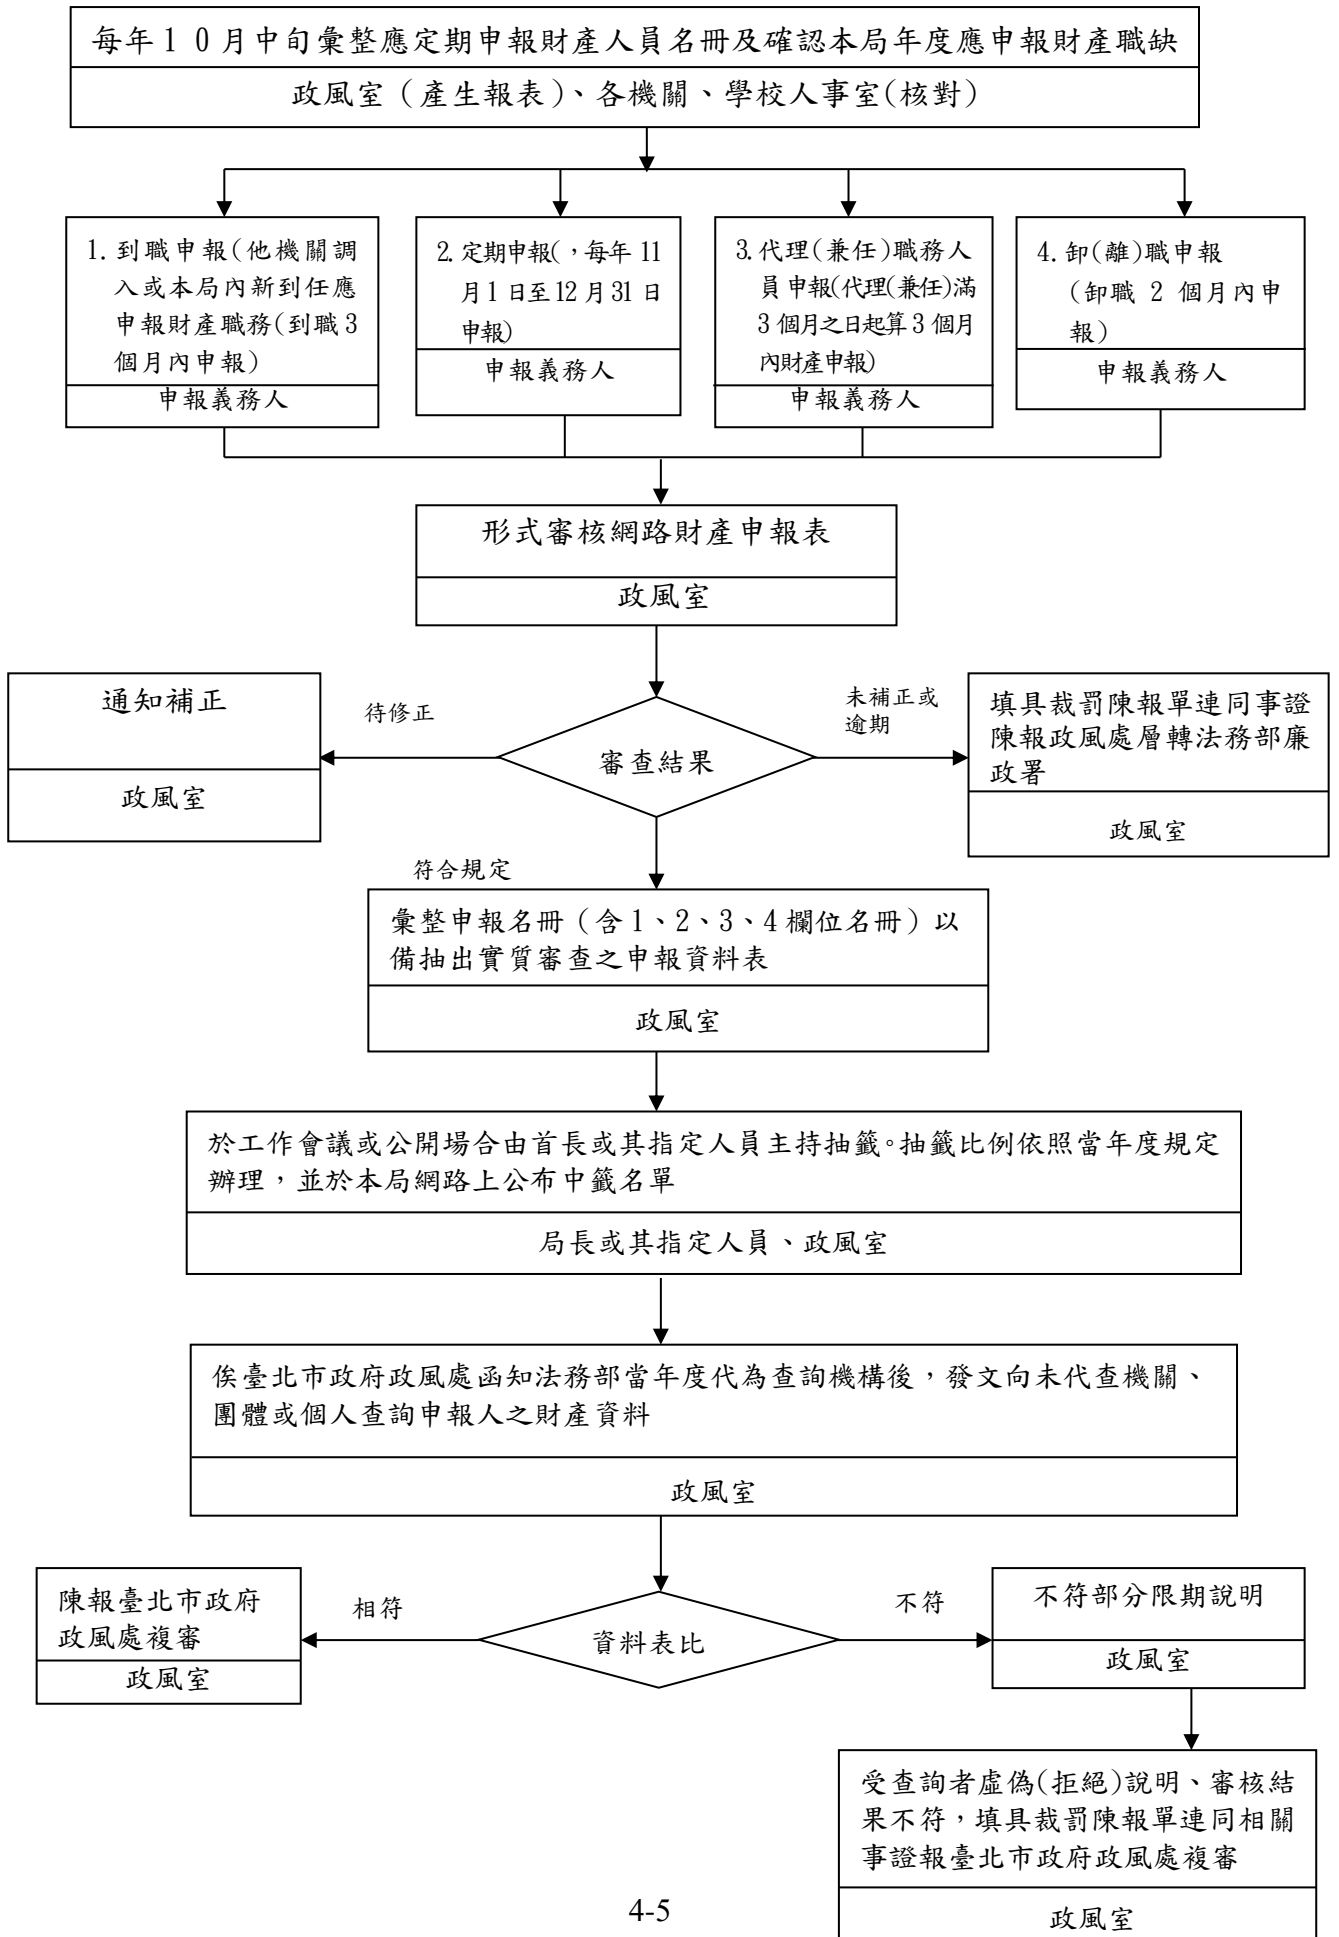 每年10月中旬彙整應定期申報財產人員名冊及確認本局年度應申報財產職缺
政風室（產生報表）、各機關、學校人事室(核對)
1. 到職申報(他機關調
入或本局內新到任應
申報財產職務(到職3
個月內申報)
申報義務人
2. 定期申報(，每年11
月1日至12月31日
申報)
申報義務人
3. 代理(兼任)職務人
員申報(代理(兼任)滿
3個月之日起算3個月
內財產申報)
申報義務人
4. 卸(離)職申報
(卸職 2 個月內申
報)
申報義務人
形式審核網路財產申報表
政風室
通知補正
政風室
待修正
審查結果
未補正或
逾期
填具裁罰陳報單連同事證
陳報政風處層轉法務部廉
政署
政風室
符合規定
彙整申報名冊（含1、2、3、4欄位名冊）以
備抽出實質審查之申報資料表
政風室
於工作會議或公開場合由首長或其指定人員主持抽籤。抽籤比例依照當年度規定
辦理，並於本局網路上公布中籤名單
局長或其指定人員、政風室
俟臺北市政府政風處函知法務部當年度代為查詢機構後，發文向未代查機關、
團體或個人查詢申報人之財產資料
政風室
陳報臺北市政府
政風處複審
政風室
相符
資料表比
不符
不符部分限期說明
政風室
受查詢者虛偽(拒絕)說明、審核結
果不符，填具裁罰陳報單連同相關
事證報臺北市政府政風處複審
政風室
4-5